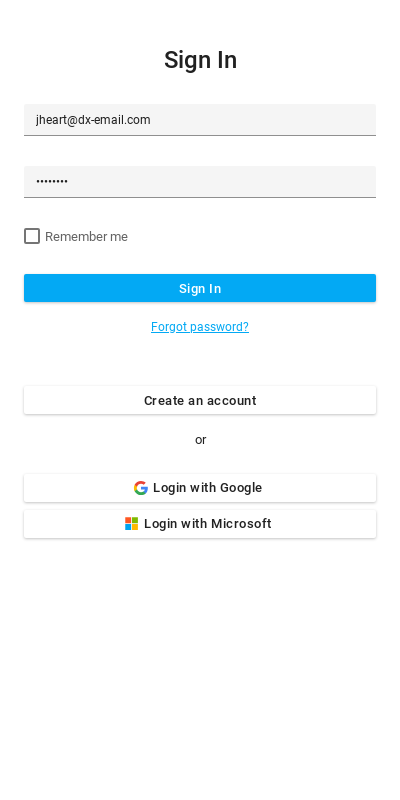 Sign In
jheart@dx-email.com
••••••••
Remember me
Sign In
Forgot password?
Create an account
or
Login with Google
Login with Microsoft